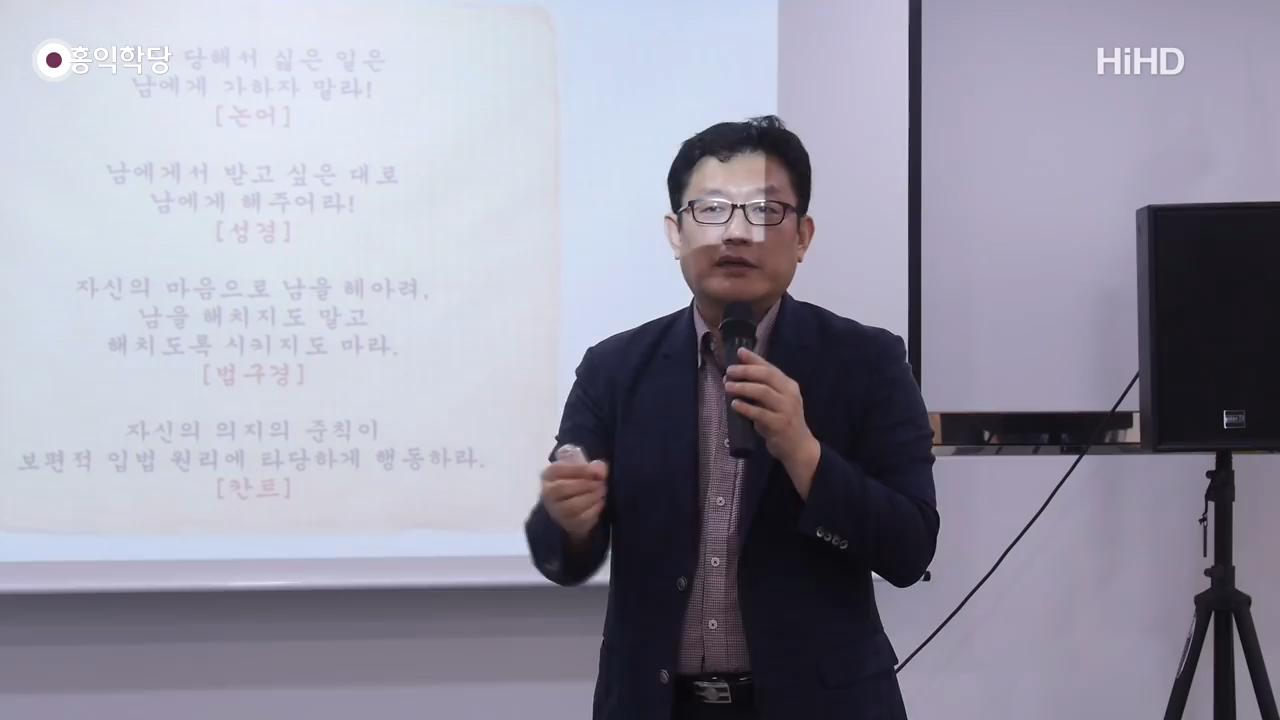 홍익학당
HiHD
당해서 싫은 일은
남에게 가하자 말라!
[논어]
남에게서 받고 싶은 대로
남에게 해주어라!
[성경]
자신의 마음으로 남을 헤아려,
남을 해치지도 말고
해치도록 시키지도 마라.
[법구경]
자신의 의지의 준칙이
보편적 입법 원리에 타당하게 행동하라.
[칸트]